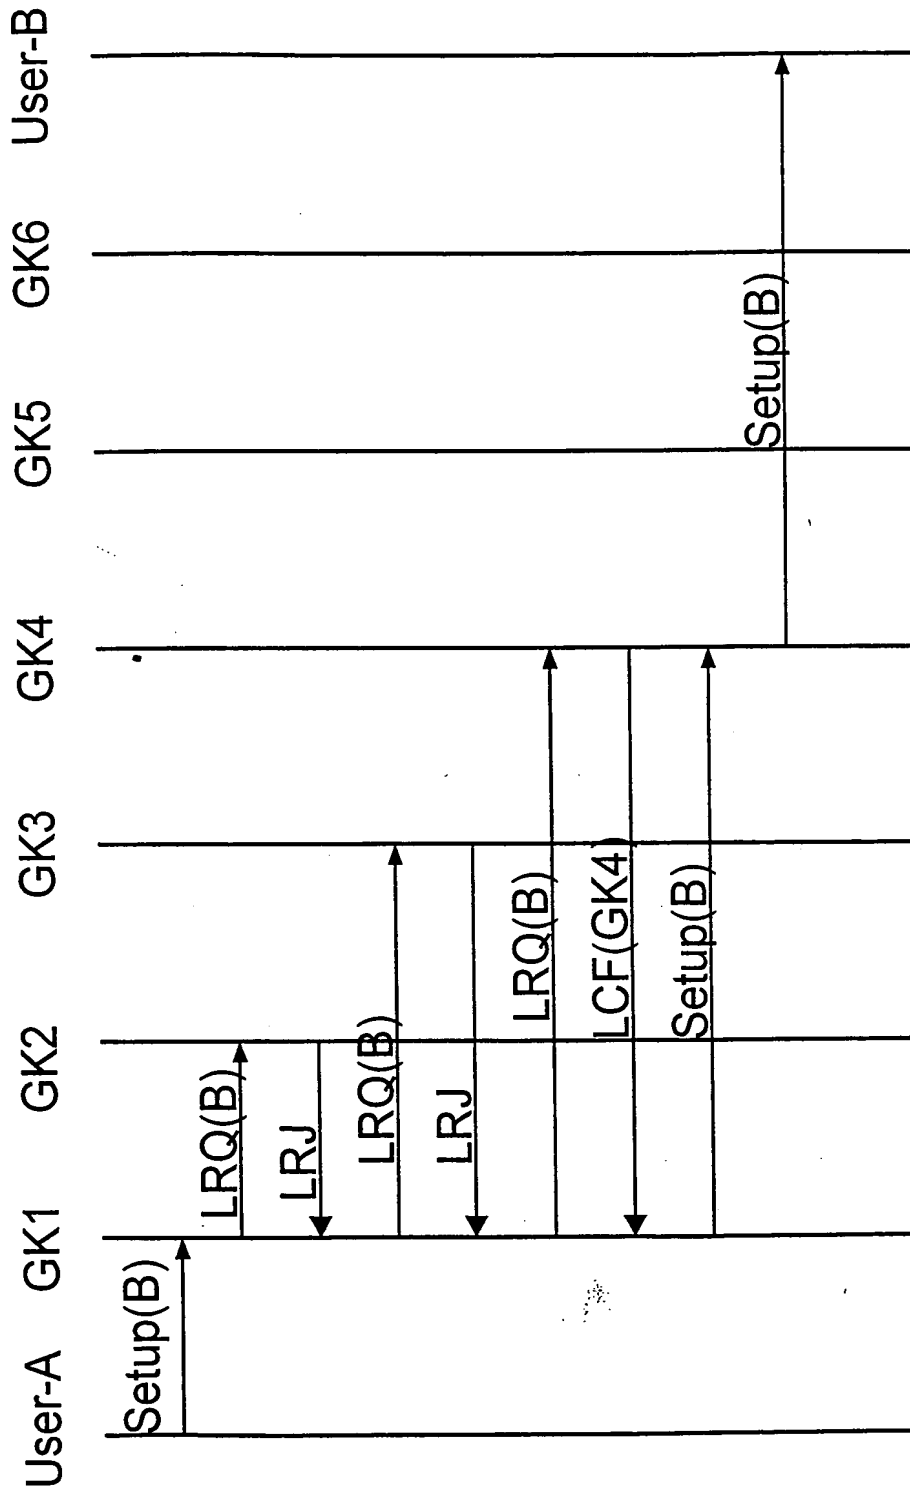 User-A
GK1
GK2
GK3
GK4
GK5
GK6
User-B
Setup(B)
LRQ(B)
LRJ
LRQ(B)
LRJ
LRQ(B)
LCF(GK4)
Setup(B)
Setup(B)